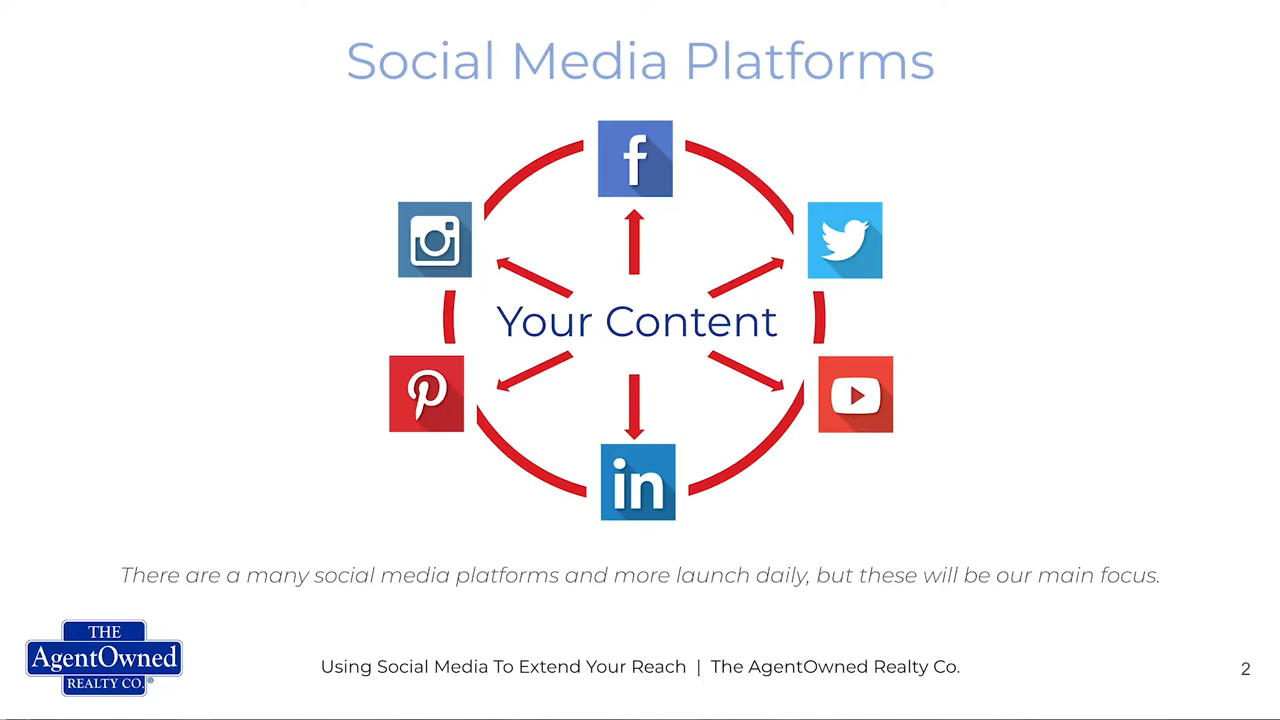 Social Media Platforms
f
Your Content
in
There are a many social media platforms and more launch daily, but these will be our main focus.
THE
AgentOwned
REALTY CO.®
Using Social Media To Extend Your Reach | The AgentOwned Realty Co.
2